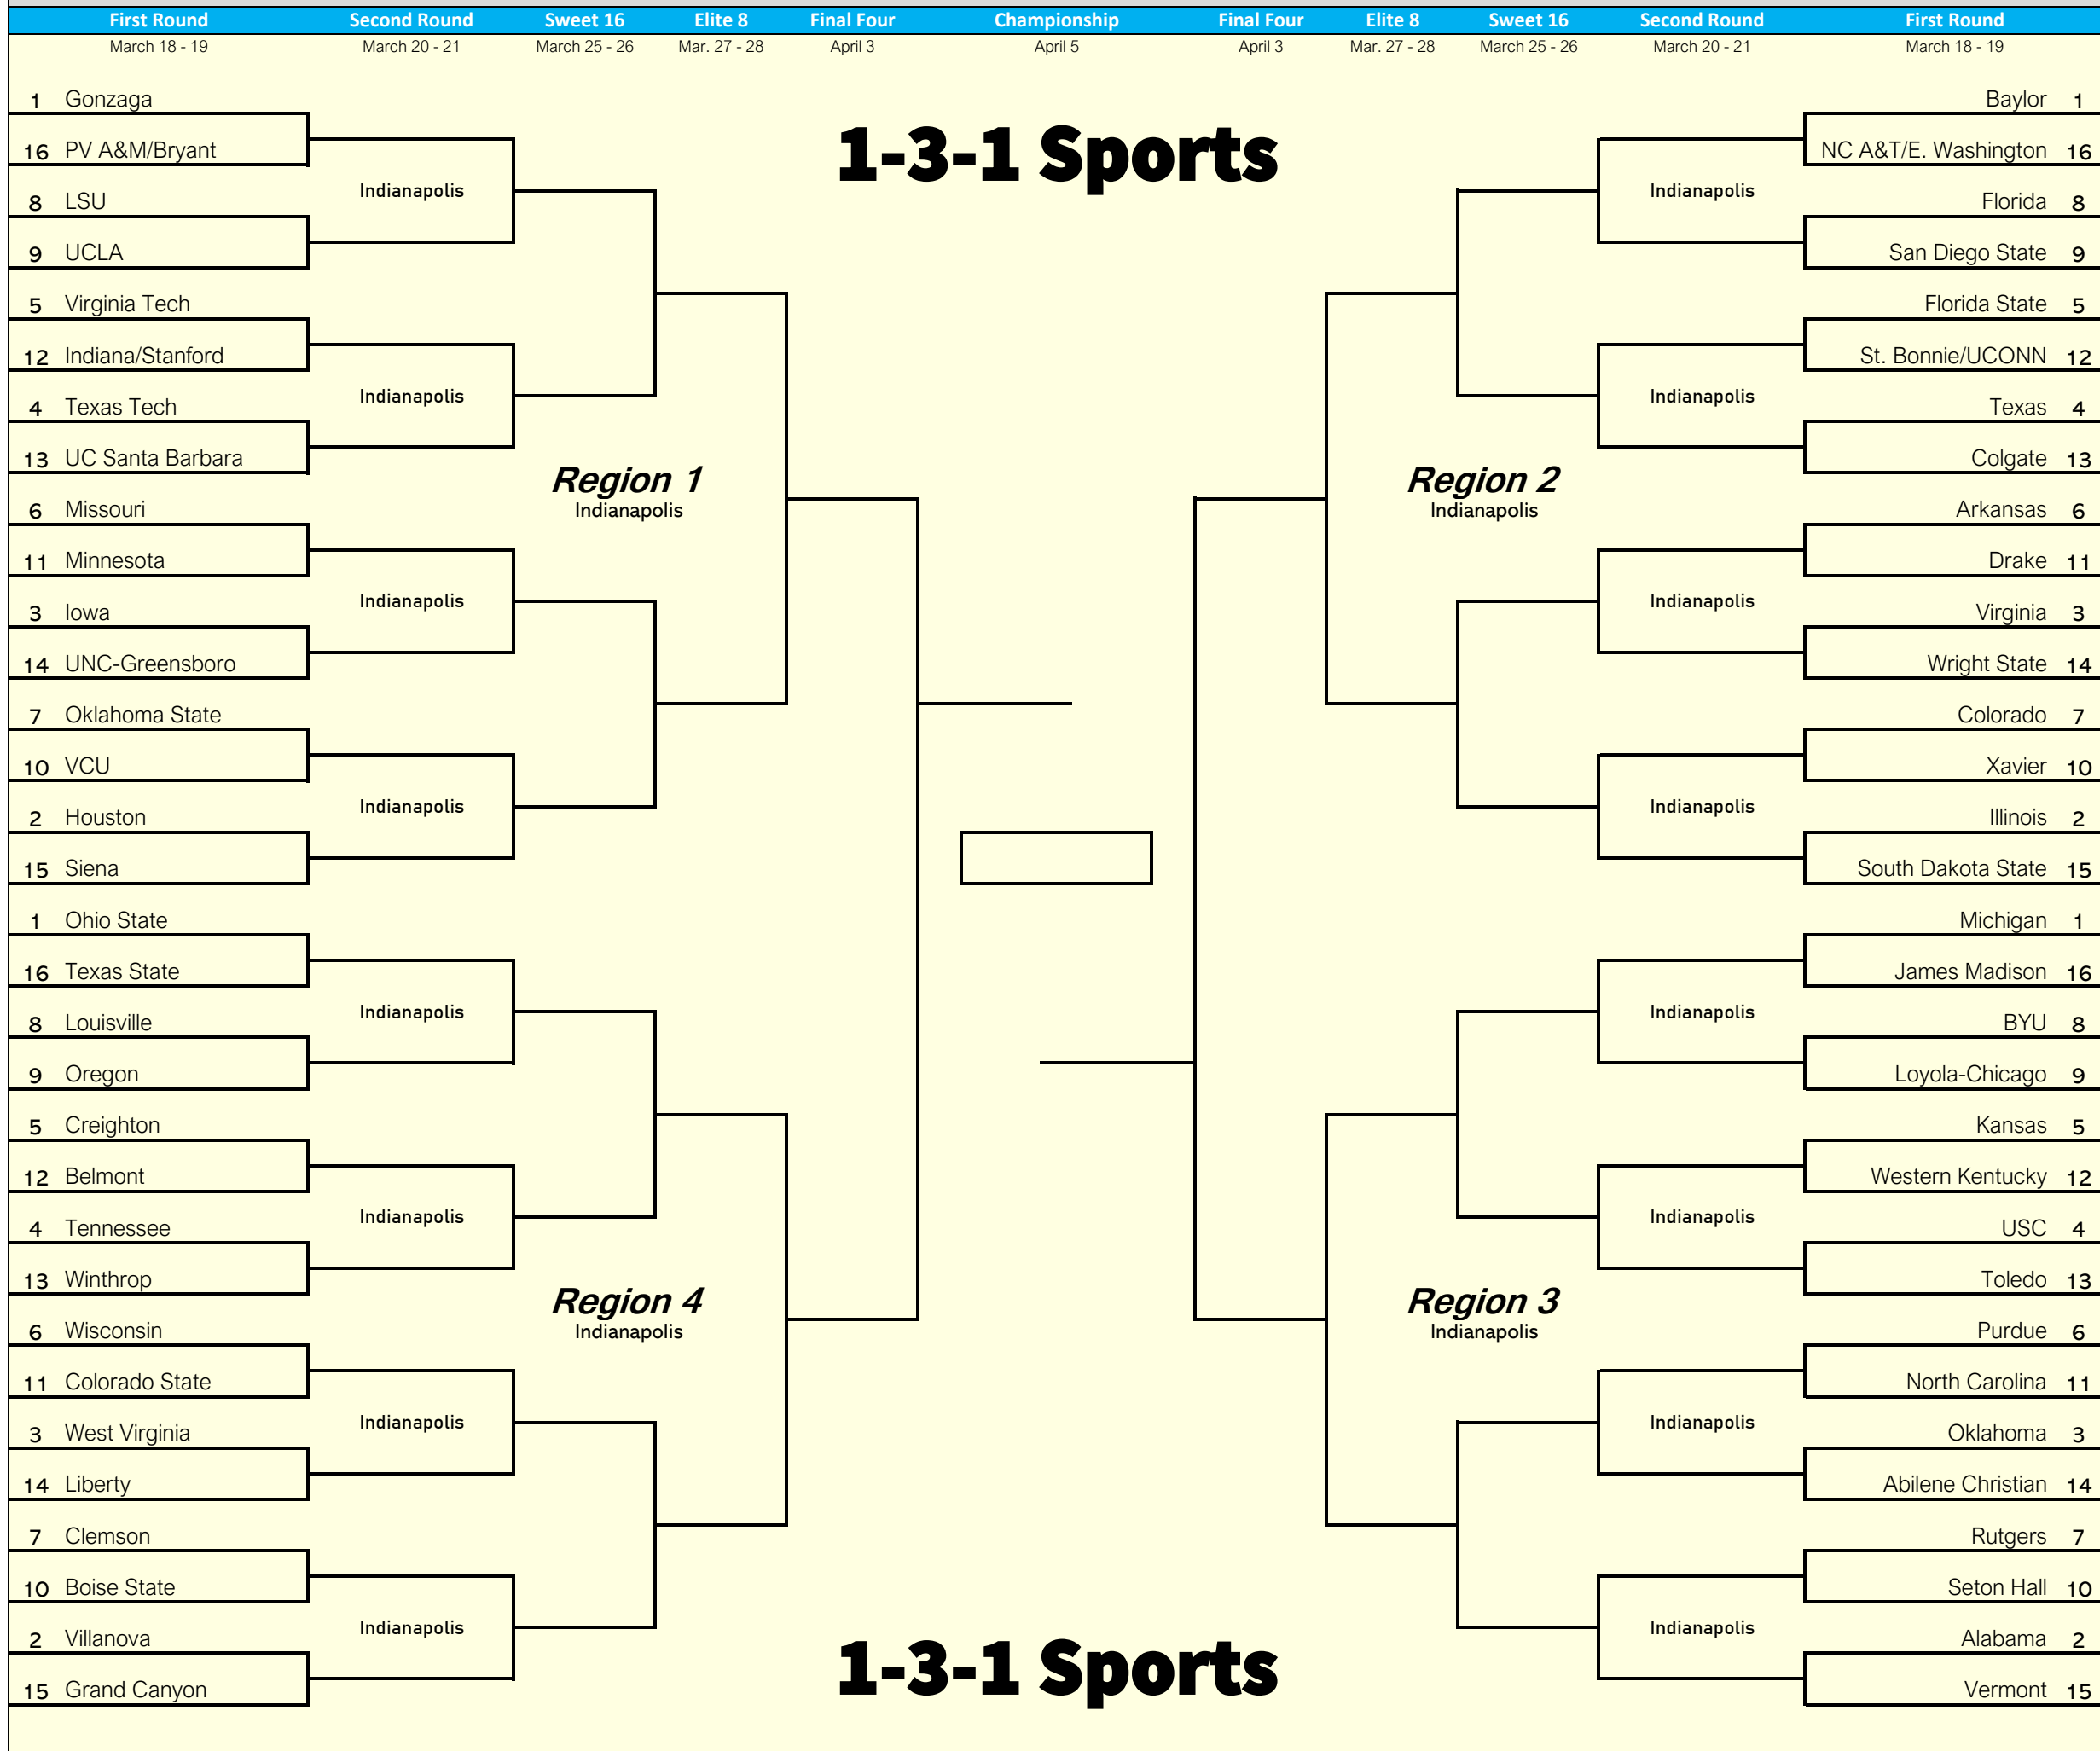 First Round Second Round Sweet 16 Elite 8 Final Four Championship Final Four Elite 8 Sweet 16 Second Round First Round
March 18 - 19 March 20 - 21 March 25 - 26 Mar. 27 - 28 April 3 April 5 April 3 Mar. 27 - 28 March 25 - 26 March 20 - 21 March 18 - 19
1 Gonzaga
16 PV A&M/Bryant
Indianapolis
8 LSU
9 UCLA
5 Virginia Tech
12 Indiana/Stanford
Indianapolis
4 Texas Tech
13 UC Santa Barbara
Region 1
Indianapolis
6 Missouri
11 Minnesota
Indianapolis
3 Iowa
14 UNC-Greensboro
7 Oklahoma State
10 VCU
Indianapolis
2 Houston
15 Siena
1 Ohio State
16 Texas State
Indianapolis
8 Louisville
9 Oregon
5 Creighton
12 Belmont
Indianapolis
4 Tennessee
13 Winthrop
Region 4
Indianapolis
6 Wisconsin
11 Colorado State
Indianapolis
3 West Virginia
14 Liberty
7 Clemson
10 Boise State
Indianapolis
2 Villanova
15 Grand Canyon
1-3-1 Sports
1-3-1 Sports
Baylor 1
NC A&T/E. Washington 16
Indianapolis
Florida 8
San Diego State 9
Florida State 5
St. Bonnie/UCONN 12
Indianapolis
Texas 4
Colgate 13
Region 2
Indianapolis
Arkansas 6
Drake 11
Indianapolis
Virginia 3
Wright State 14
Colorado 7
Xavier 10
Indianapolis
Illinois 2
South Dakota State 15
Michigan 1
James Madison 16
Indianapolis
BYU 8
Loyola-Chicago 9
Kansas 5
Western Kentucky 12
Indianapolis
USC 4
Toledo 13
Region 3
Indianapolis
Purdue 6
North Carolina 11
Indianapolis
Oklahoma 3
Abilene Christian 14
Rutgers 7
Seton Hall 10
Indianapolis
Alabama 2
Vermont 15